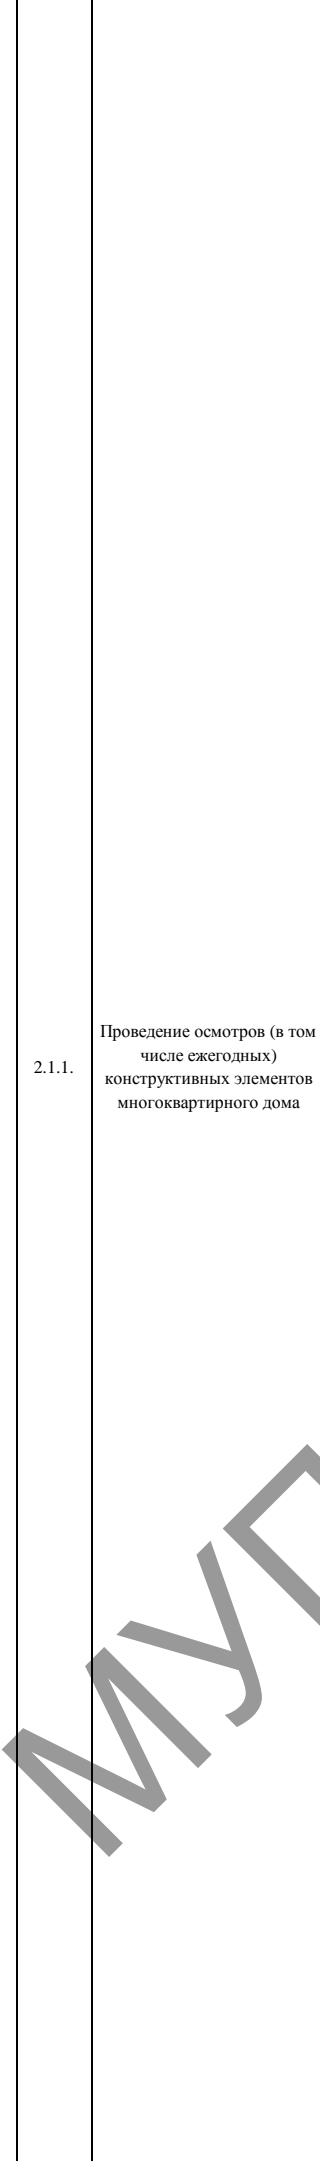 2.1.1.
Проведение осмотров (в том
числе ежегодных)
конструктивных элементов
многоквартирного дома
МУП